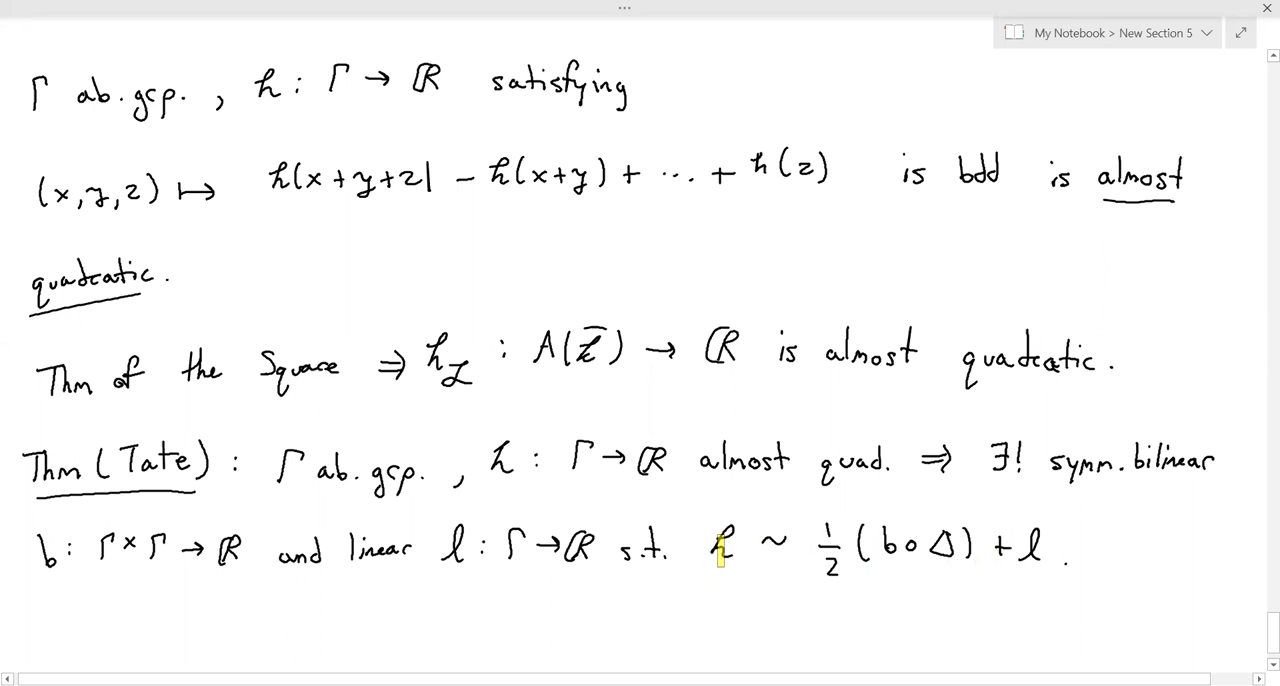 My Notebook > New Section 5
Γ ab. grp. , h : Γ → ℝ satisfying
(x, y, z) ↦ h(x + y + z) − h(x + y) + ... + h(z) is bdd is almost
quadratic.
Thm of the Square ⇒ h_ℒ : A(k̄) → ℝ is almost quadratic.
Thm (Tate) : Γ ab. grp. , h : Γ → ℝ almost quad. ⇒ ∃! symm. bilinear
b : Γ × Γ → ℝ and linear l : Γ → ℝ s.t. h ~ 1/2 (b ∘ Δ) + l .